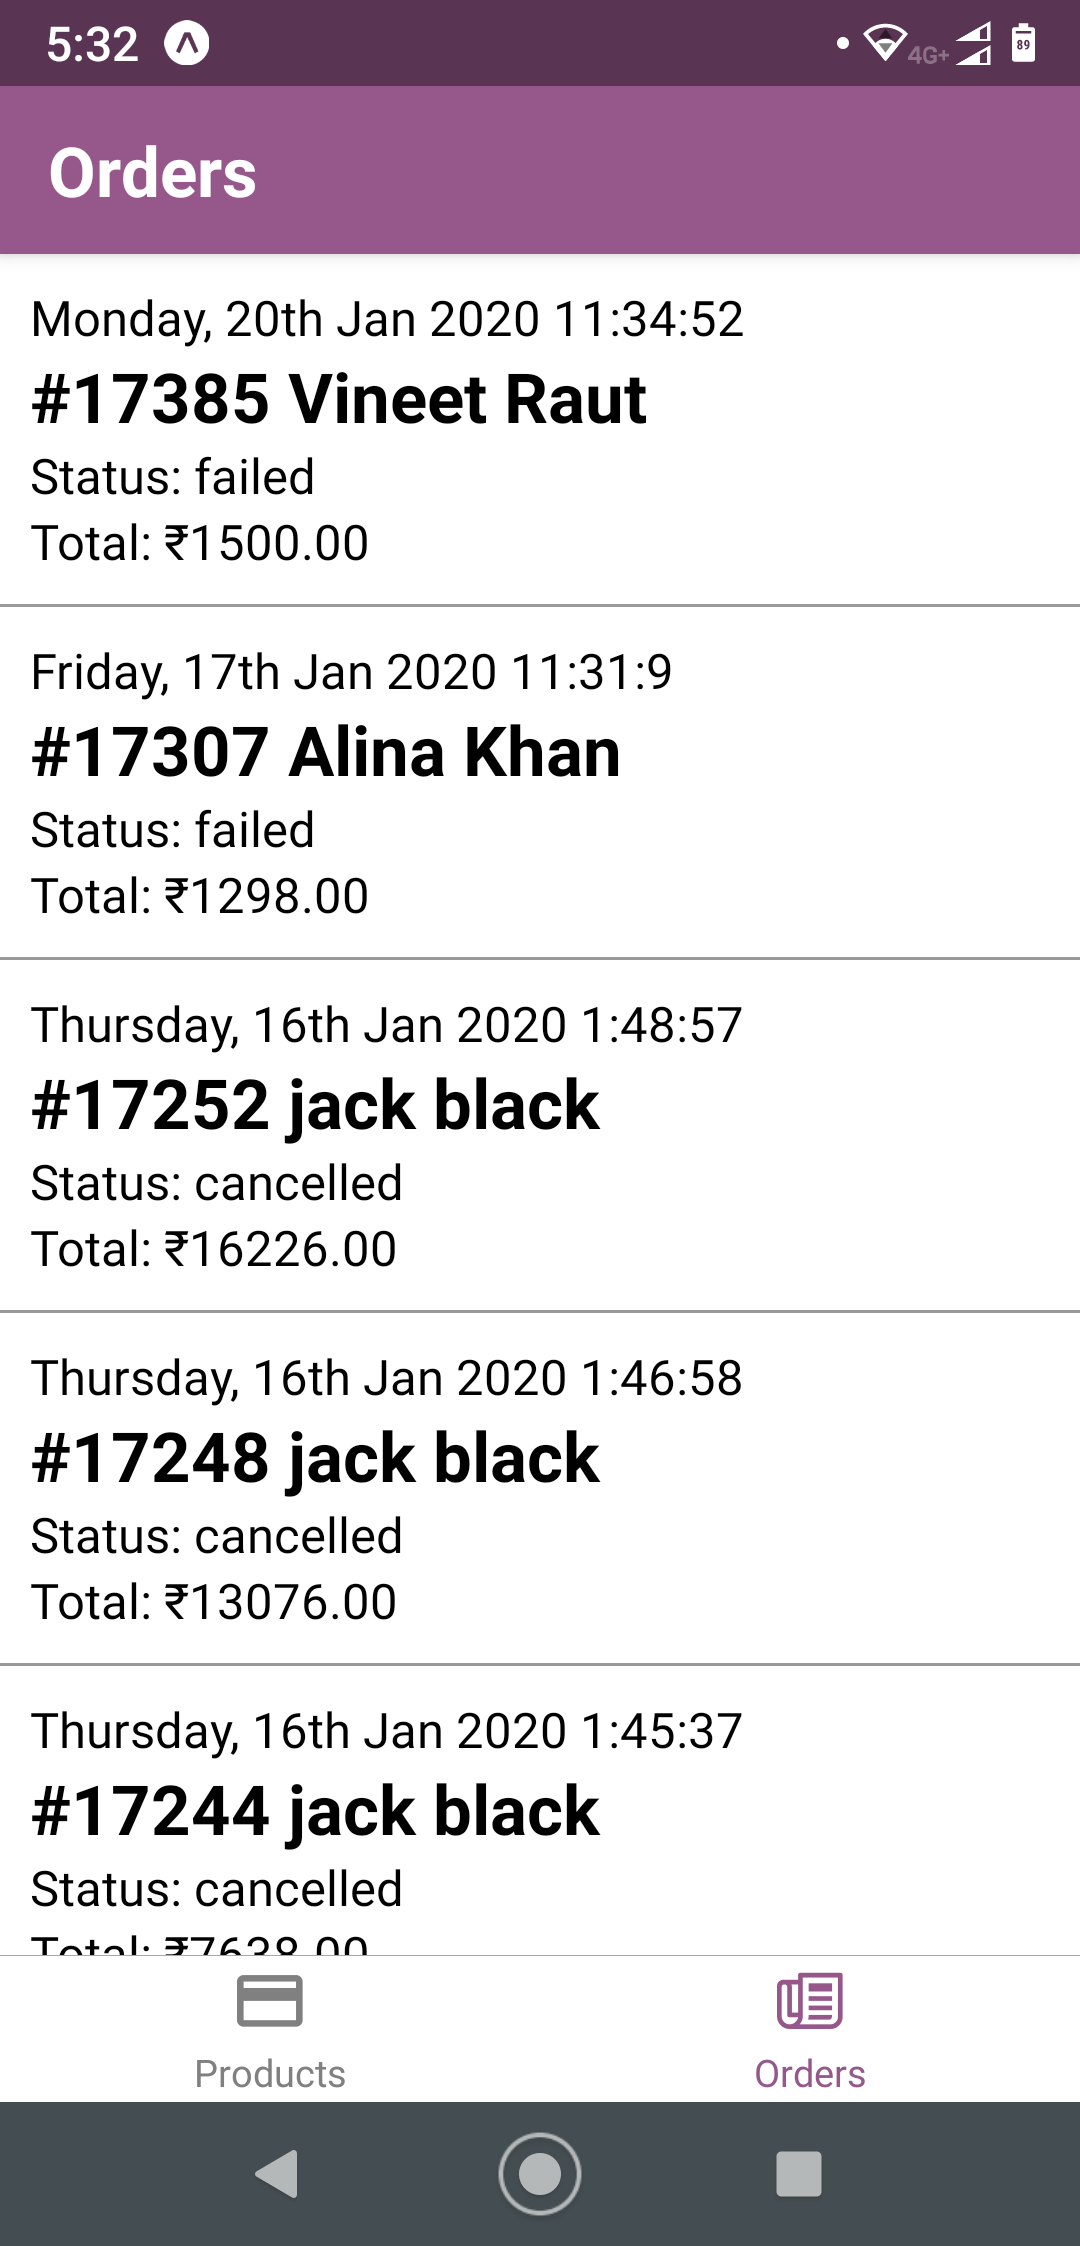 5:32
4G+
89
Orders
Monday, 20th Jan 2020 11:34:52
#17385 Vineet Raut
Status: failed
Total: ₹1500.00
Friday, 17th Jan 2020 11:31:9
#17307 Alina Khan
Status: failed
Total: ₹1298.00
Thursday, 16th Jan 2020 1:48:57
#17252 jack black
Status: cancelled
Total: ₹16226.00
Thursday, 16th Jan 2020 1:46:58
#17248 jack black
Status: cancelled
Total: ₹13076.00
Thursday, 16th Jan 2020 1:45:37
#17244 jack black
Status: cancelled
Total: ₹7638.00
Products
Orders